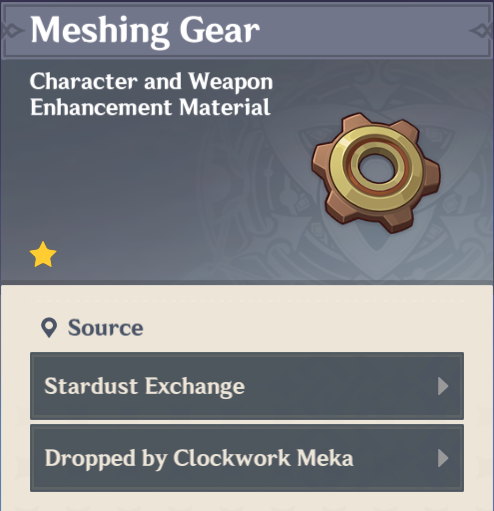 Meshing Gear
Character and Weapon
Enhancement Material
Source
Stardust Exchange
Dropped by Clockwork Meka